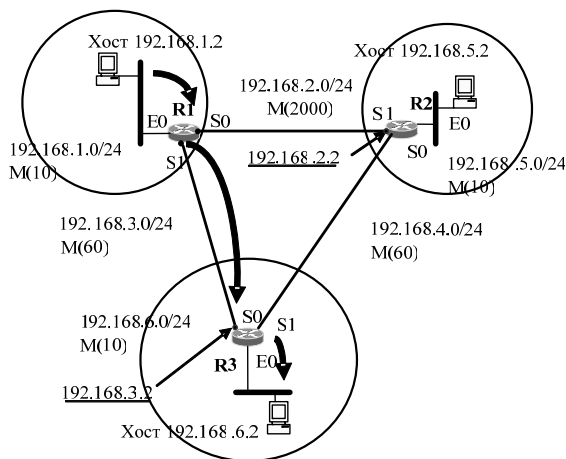 Хост 192.168.1.2
Хост 192.168.5.2
192.168.2.0/24
M(2000)
R1
R2
E0
S0
S1
S1
S0
E0
192.168.2.2
192.168.1.0/24
M(10)
192.168 .5.0/24
M(10)
192.168.3.0/24
M(60)
192.168.4.0/24
M(60)
192.168.6.0/24
M(10)
S0
S1
R3
E0
192.168.3.2
Хост 192.168 .6.2